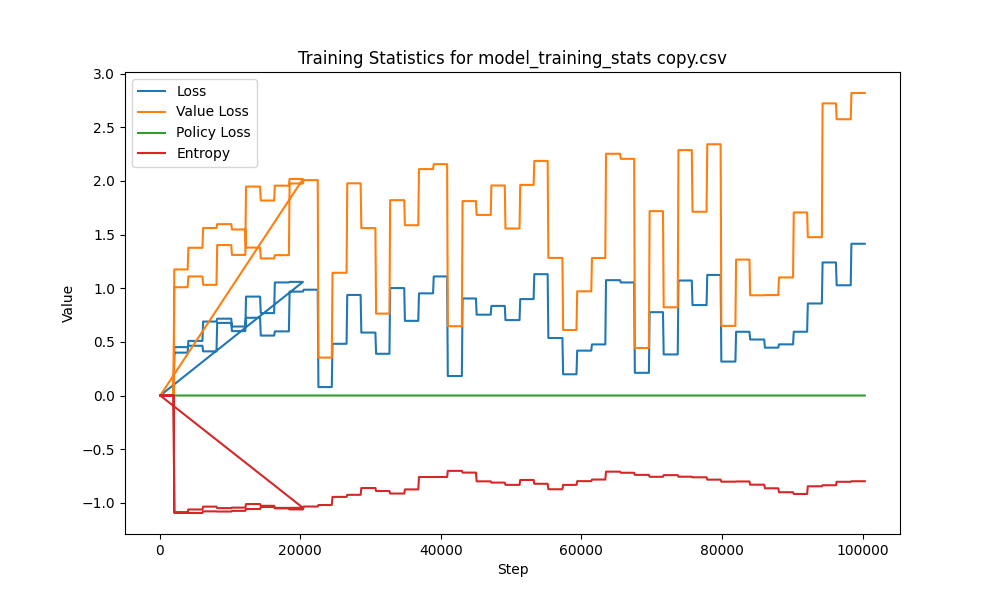 Training Statistics for model_training_stats copy.csv
3.0
2.5
2.0
1.5
1.0
0.5
0.0
−0.5
−1.0
Value
Loss
Value Loss
Policy Loss
Entropy
0 20000 40000 60000 80000 100000
Step